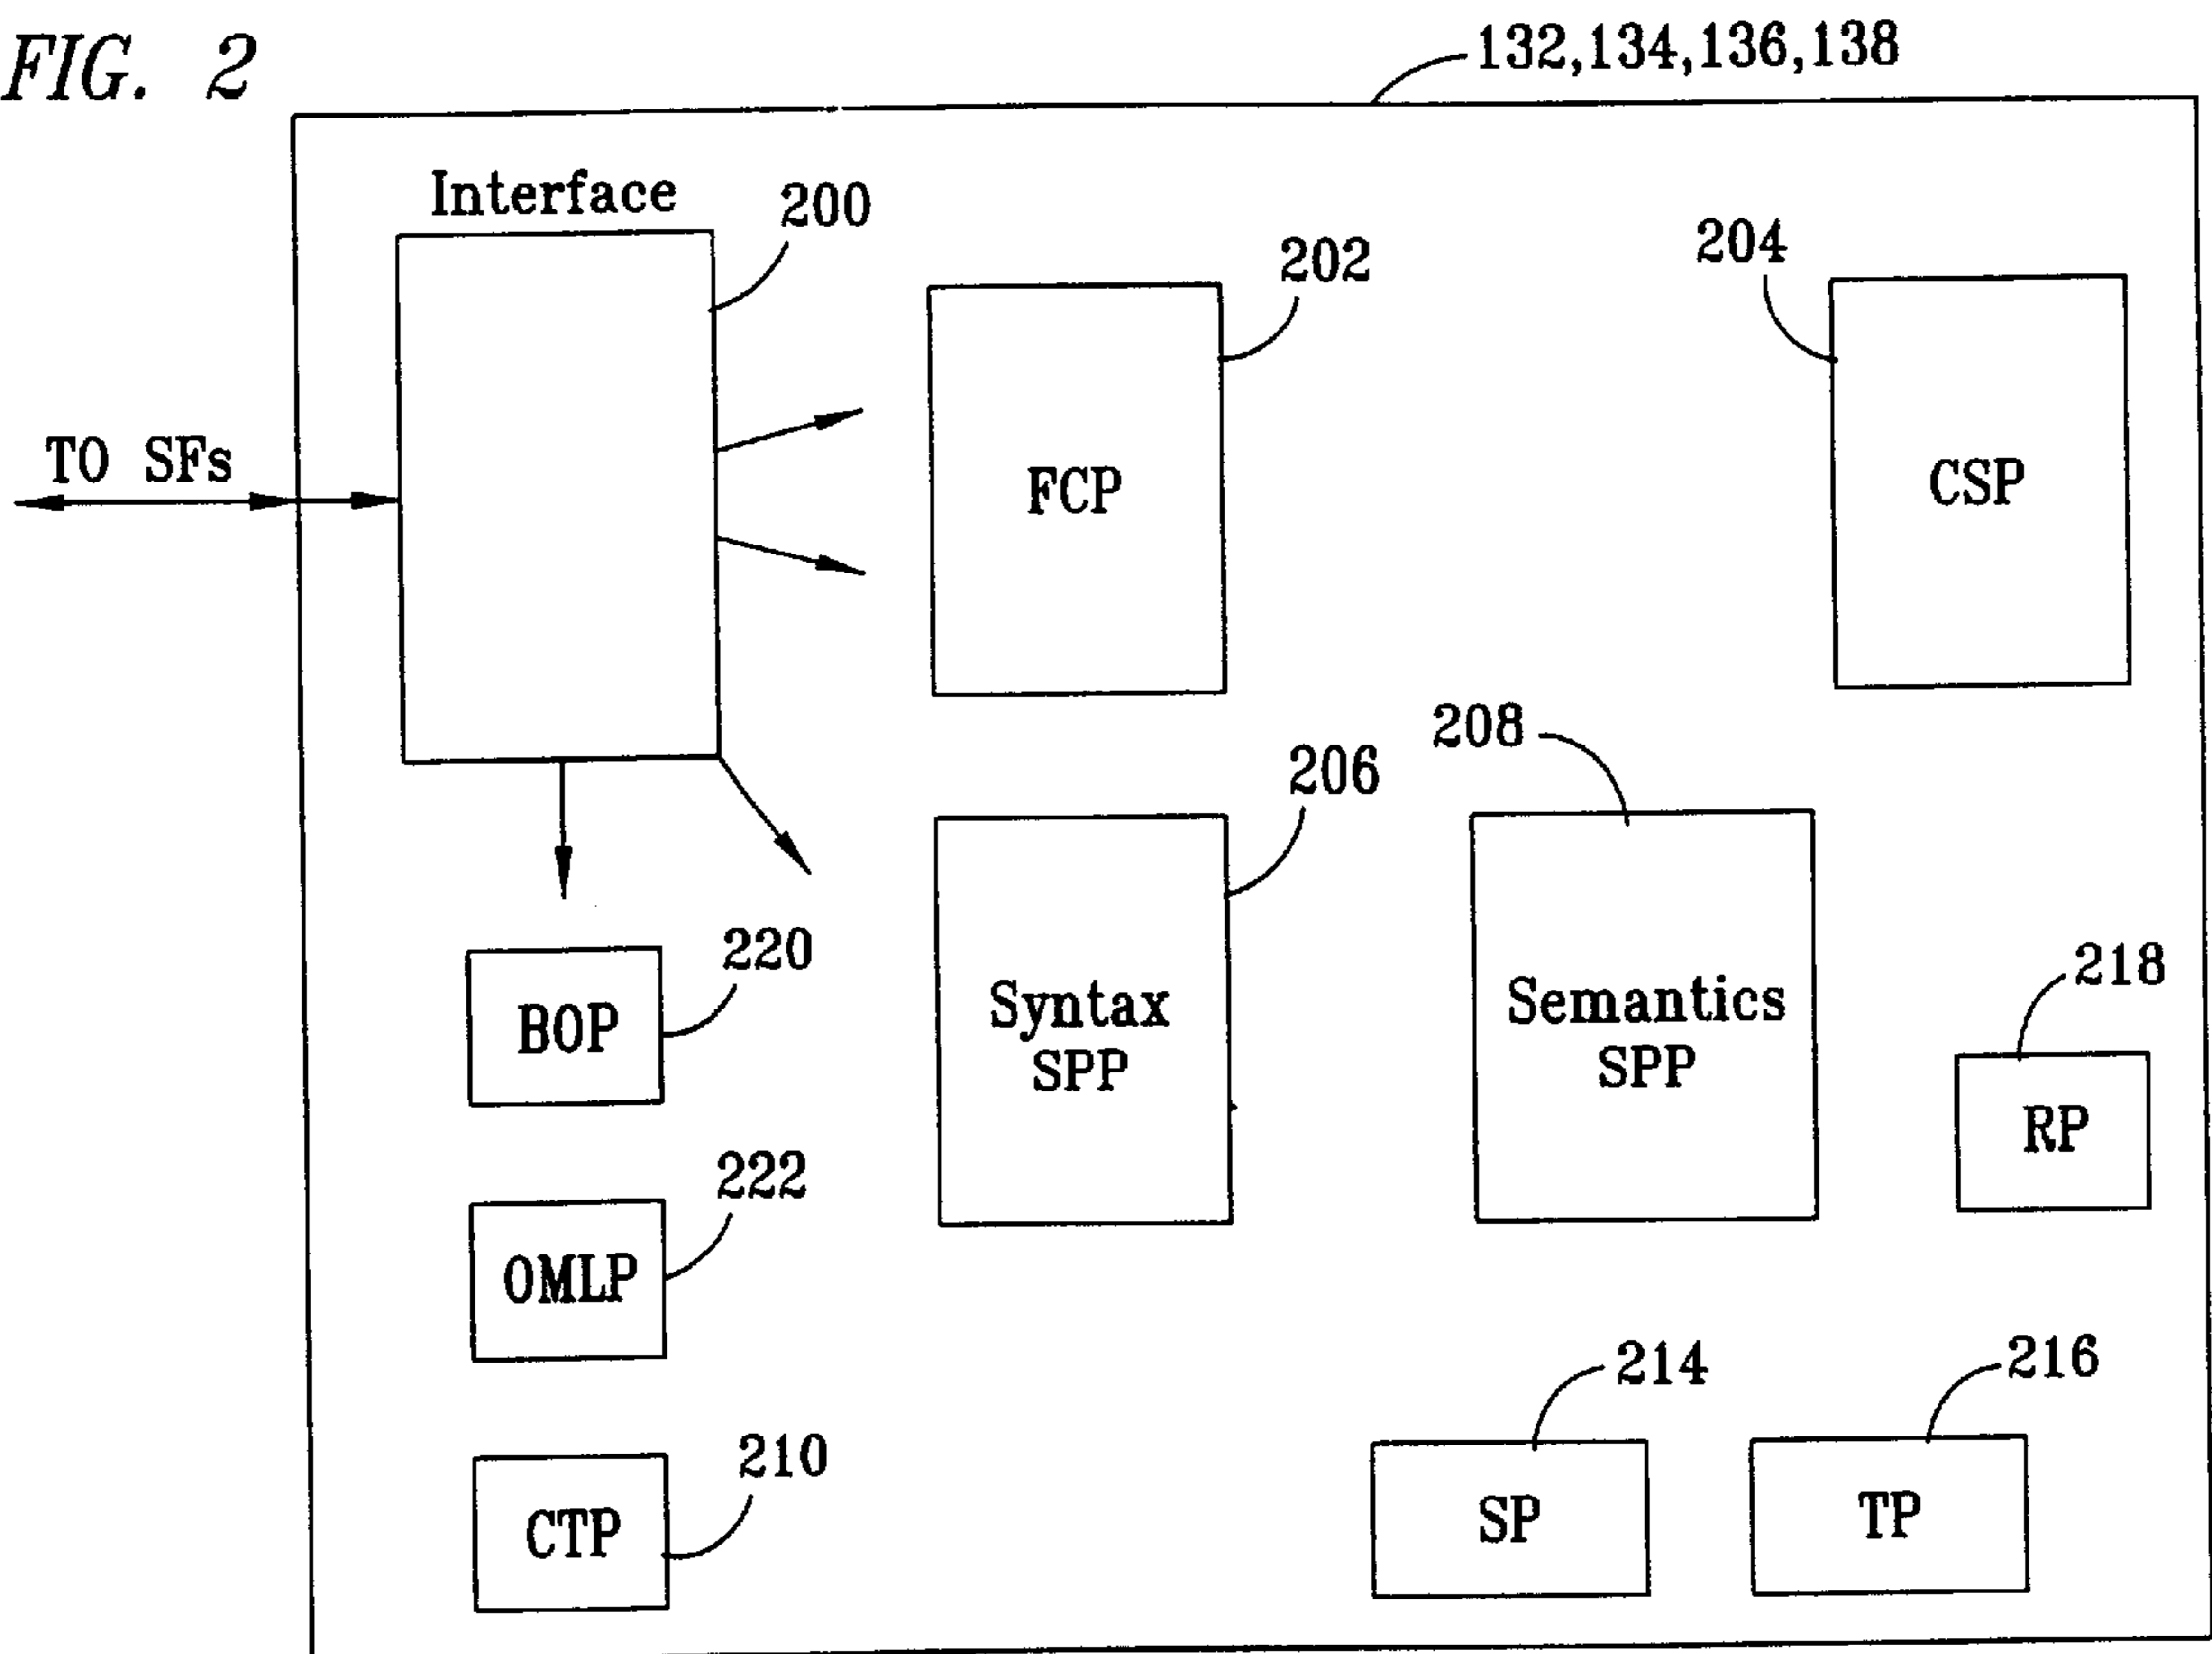 FIG. 2
132,134,136,138
Interface
200
202
204
TO SFs
FCP
CSP
206
208
220
BOP
Syntax
SPP
Semantics
SPP
218
RP
222
OMLP
214
216
210
CTP
SP
TP